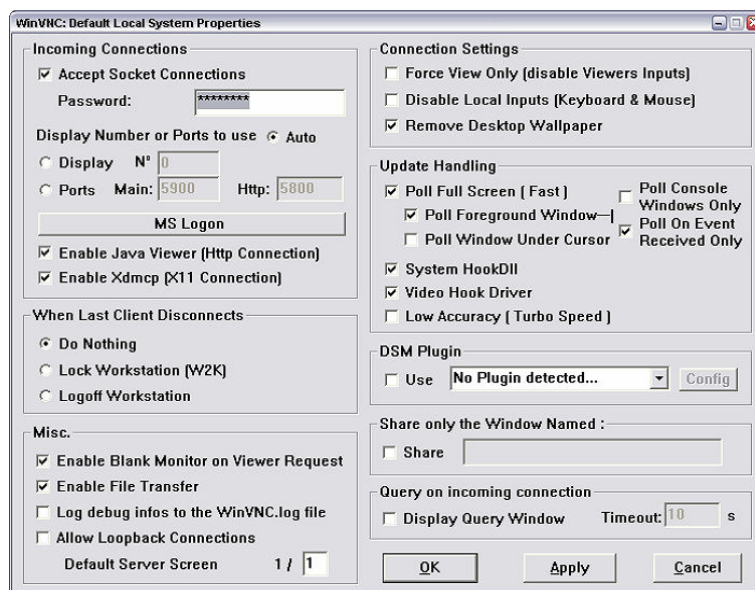 WinVNC: Default Local System Properties
Incoming Connections
Accept Socket Connections
Password: ********
Display Number or Ports to use Auto
Display N° 0
Ports Main: 5900 Http: 5800
MS Logon
Enable Java Viewer (Http Connection)
Enable Xdmcp (X11 Connection)
When Last Client Disconnects
Do Nothing
Lock Workstation (W2K)
Logoff Workstation
Misc.
Enable Blank Monitor on Viewer Request
Enable File Transfer
Log debug infos to the WinVNC.log file
Allow Loopback Connections
Default Server Screen 1 / 1
Connection Settings
Force View Only (disable Viewers Inputs)
Disable Local Inputs (Keyboard & Mouse)
Remove Desktop Wallpaper
Update Handling
Poll Full Screen ( Fast )
Poll Foreground Window
Poll Window Under Cursor
Poll Console
Windows Only
Poll On Event
Received Only
System HookDll
Video Hook Driver
Low Accuracy ( Turbo Speed )
DSM Plugin
Use No Plugin detected... Config
Share only the Window Named :
Share
Query on incoming connection
Display Query Window Timeout: 10 s
OK Apply Cancel